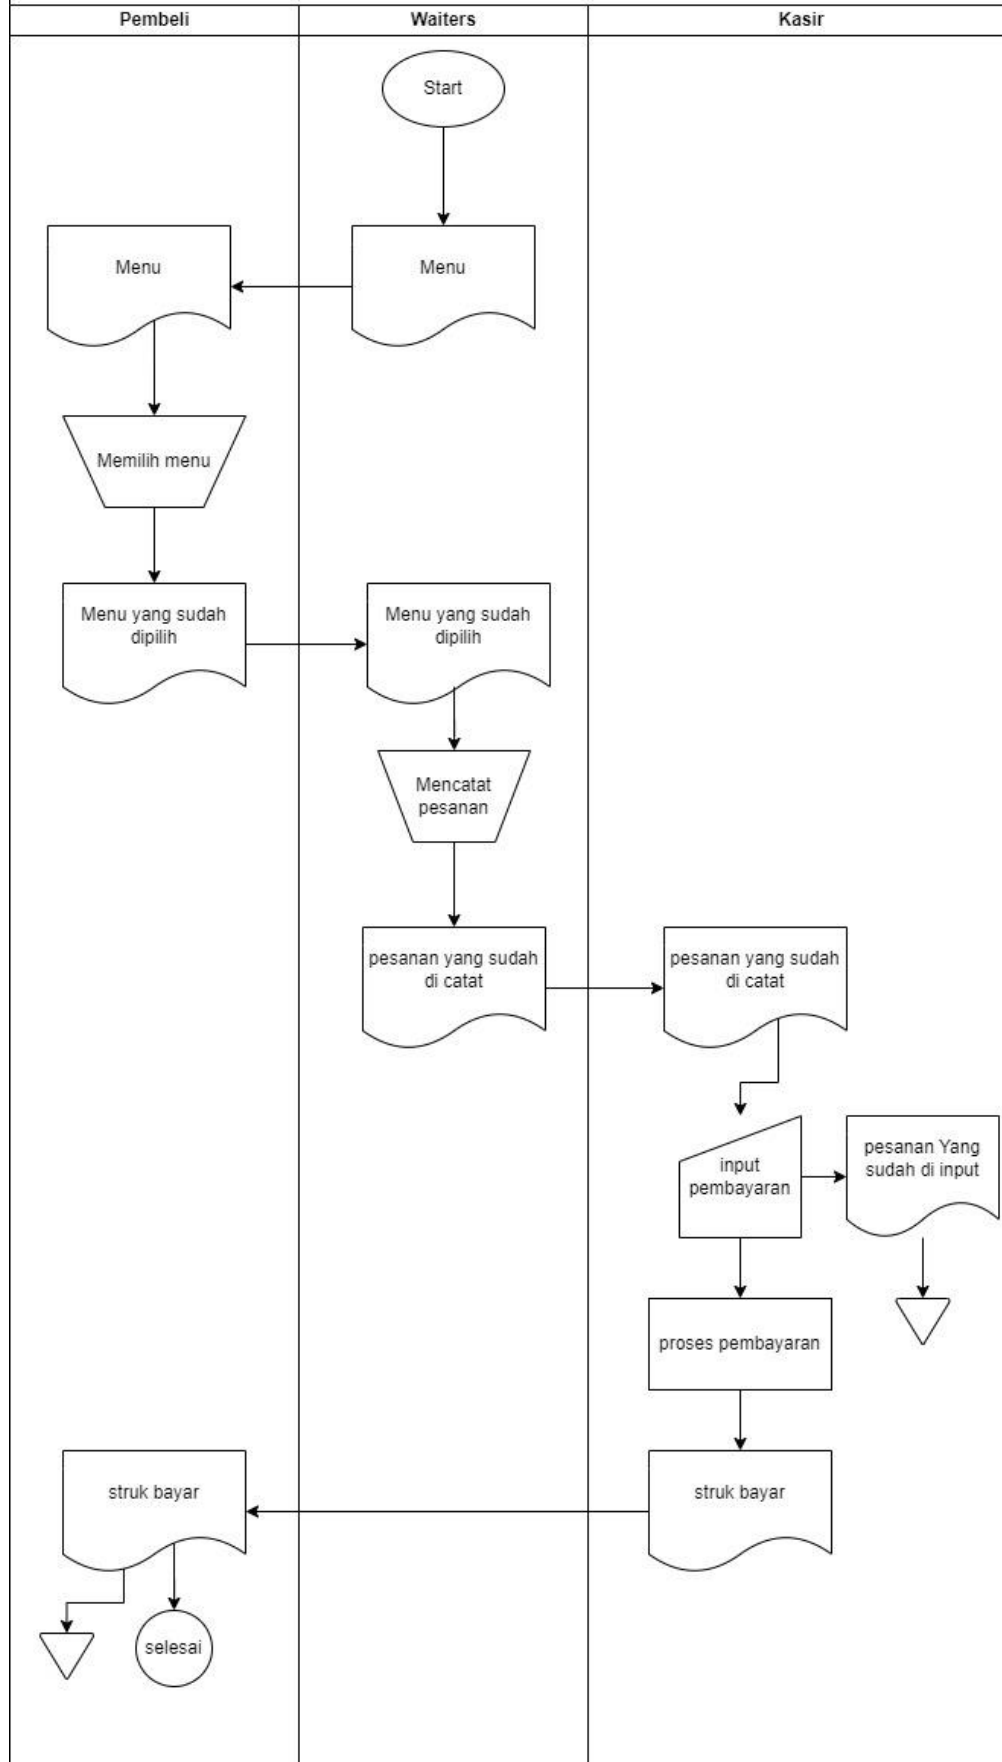 Pembeli
Waiters
Kasir
Start
Menu
Menu
Memilih menu
Menu yang sudah
dipilih
Menu yang sudah
dipilih
Mencatat
pesanan
pesanan yang sudah
di catat
pesanan yang sudah
di catat
input
pembayaran
pesanan Yang
sudah di input
proses pembayaran
struk bayar
struk bayar
selesai